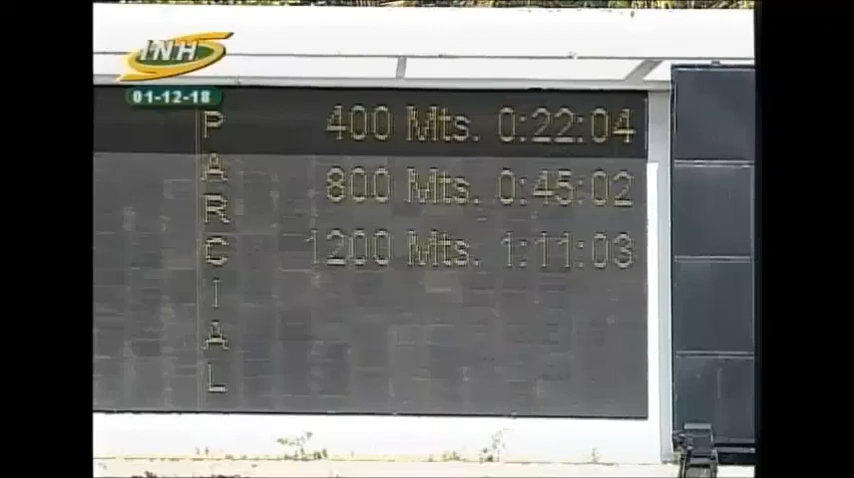 INH
01-12-18
PARCIAL
400 Mts. 0:22:04
800 Mts. 0:45:02
1200 Mts. 1:11:03